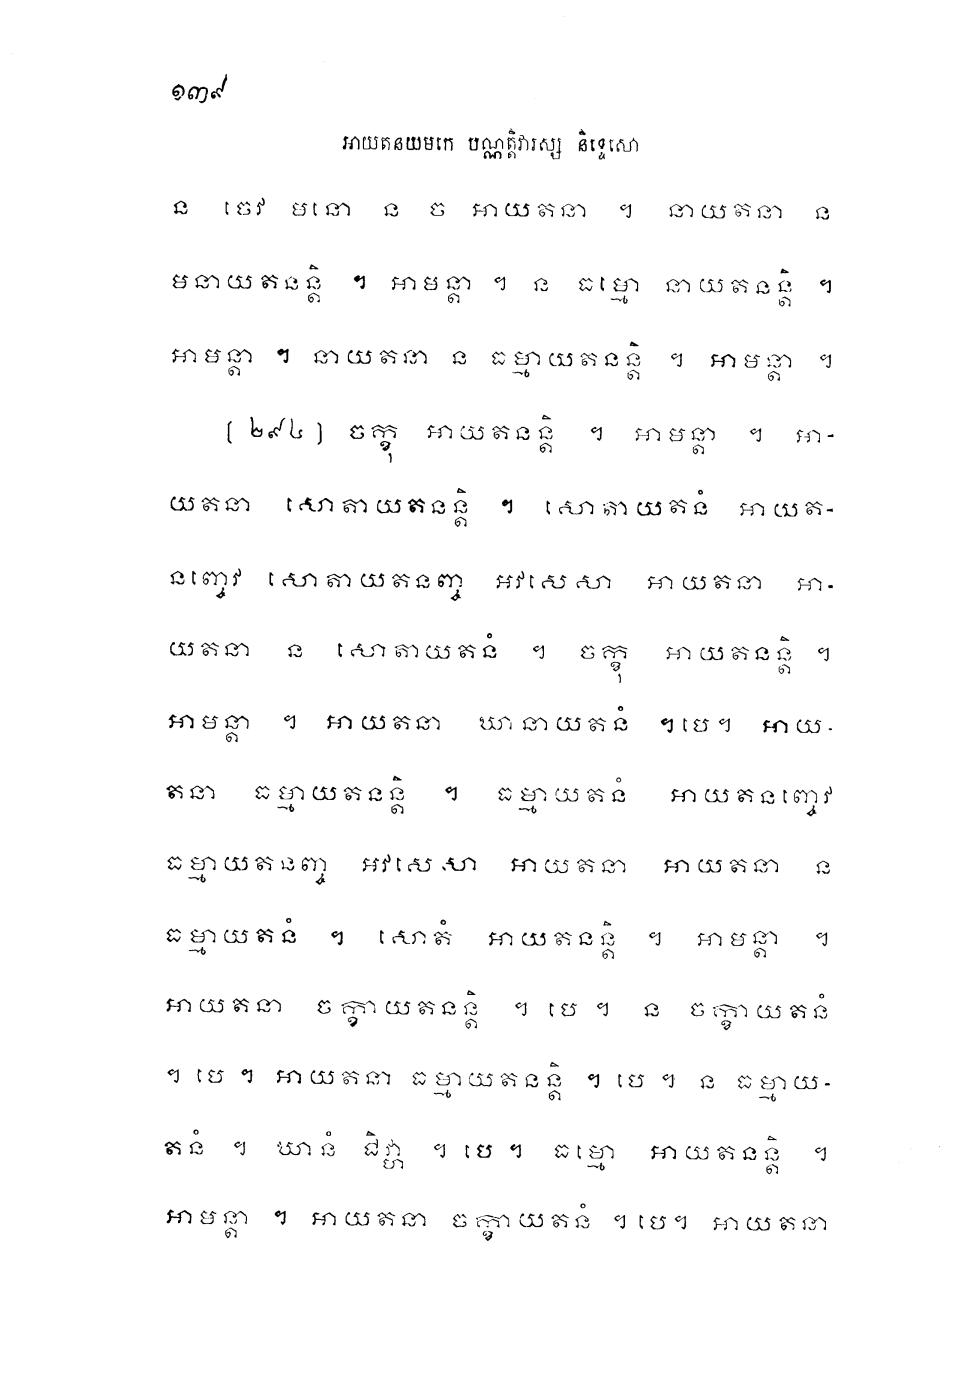 ១៣៩
អាយតនយមកេ បណ្ណត្តិវារស្ស និទ្ទេសោ
ន ចេវ មនោ ន ច អាយតនា ។ នាយតនា ន
មនាយតនន្តិ ។ អាមន្តា ។ ន ធម្មោ នាយតនន្តិ ។
អាមន្តា ។ នាយតនា ន ធម្មាយតនន្តិ ។ អាមន្តា ។
[ ២៩៤ ] ចក្ខុ អាយតនន្តិ ។ អាមន្តា ។ អា-
យតនា សោតាយតនន្តិ ។ សោតាយតនំ អាយត-
នញ្ចេវ សោតាយតនញ្ច អវសេសា អាយតនា អា-
យតនា ន សោតាយតនំ ។ ចក្ខុ អាយតនន្តិ ។
អាមន្តា ។ អាយតនា ឃានាយតនំ ។បេ។ អាយ-
តនា ធម្មាយតនន្តិ ។ ធម្មាយតនំ អាយតនញ្ចេវ
ធម្មាយតនញ្ច អវសេសា អាយតនា អាយតនា ន
ធម្មាយតនំ ។ សោតំ អាយតនន្តិ ។ អាមន្តា ។
អាយតនា ចក្ខាយតនន្តិ ។ បេ ។ ន ចក្ខាយតនំ
។ បេ ។ អាយតនា ធម្មាយតនន្តិ ។ បេ ។ ន ធម្មាយ-
តនំ ។ ឃានំ ជិវ្ហា ។ បេ ។ ធម្មោ អាយតនន្តិ ។
អាមន្តា ។ អាយតនា ចក្ខាយតនំ ។ បេ។ អាយតនា